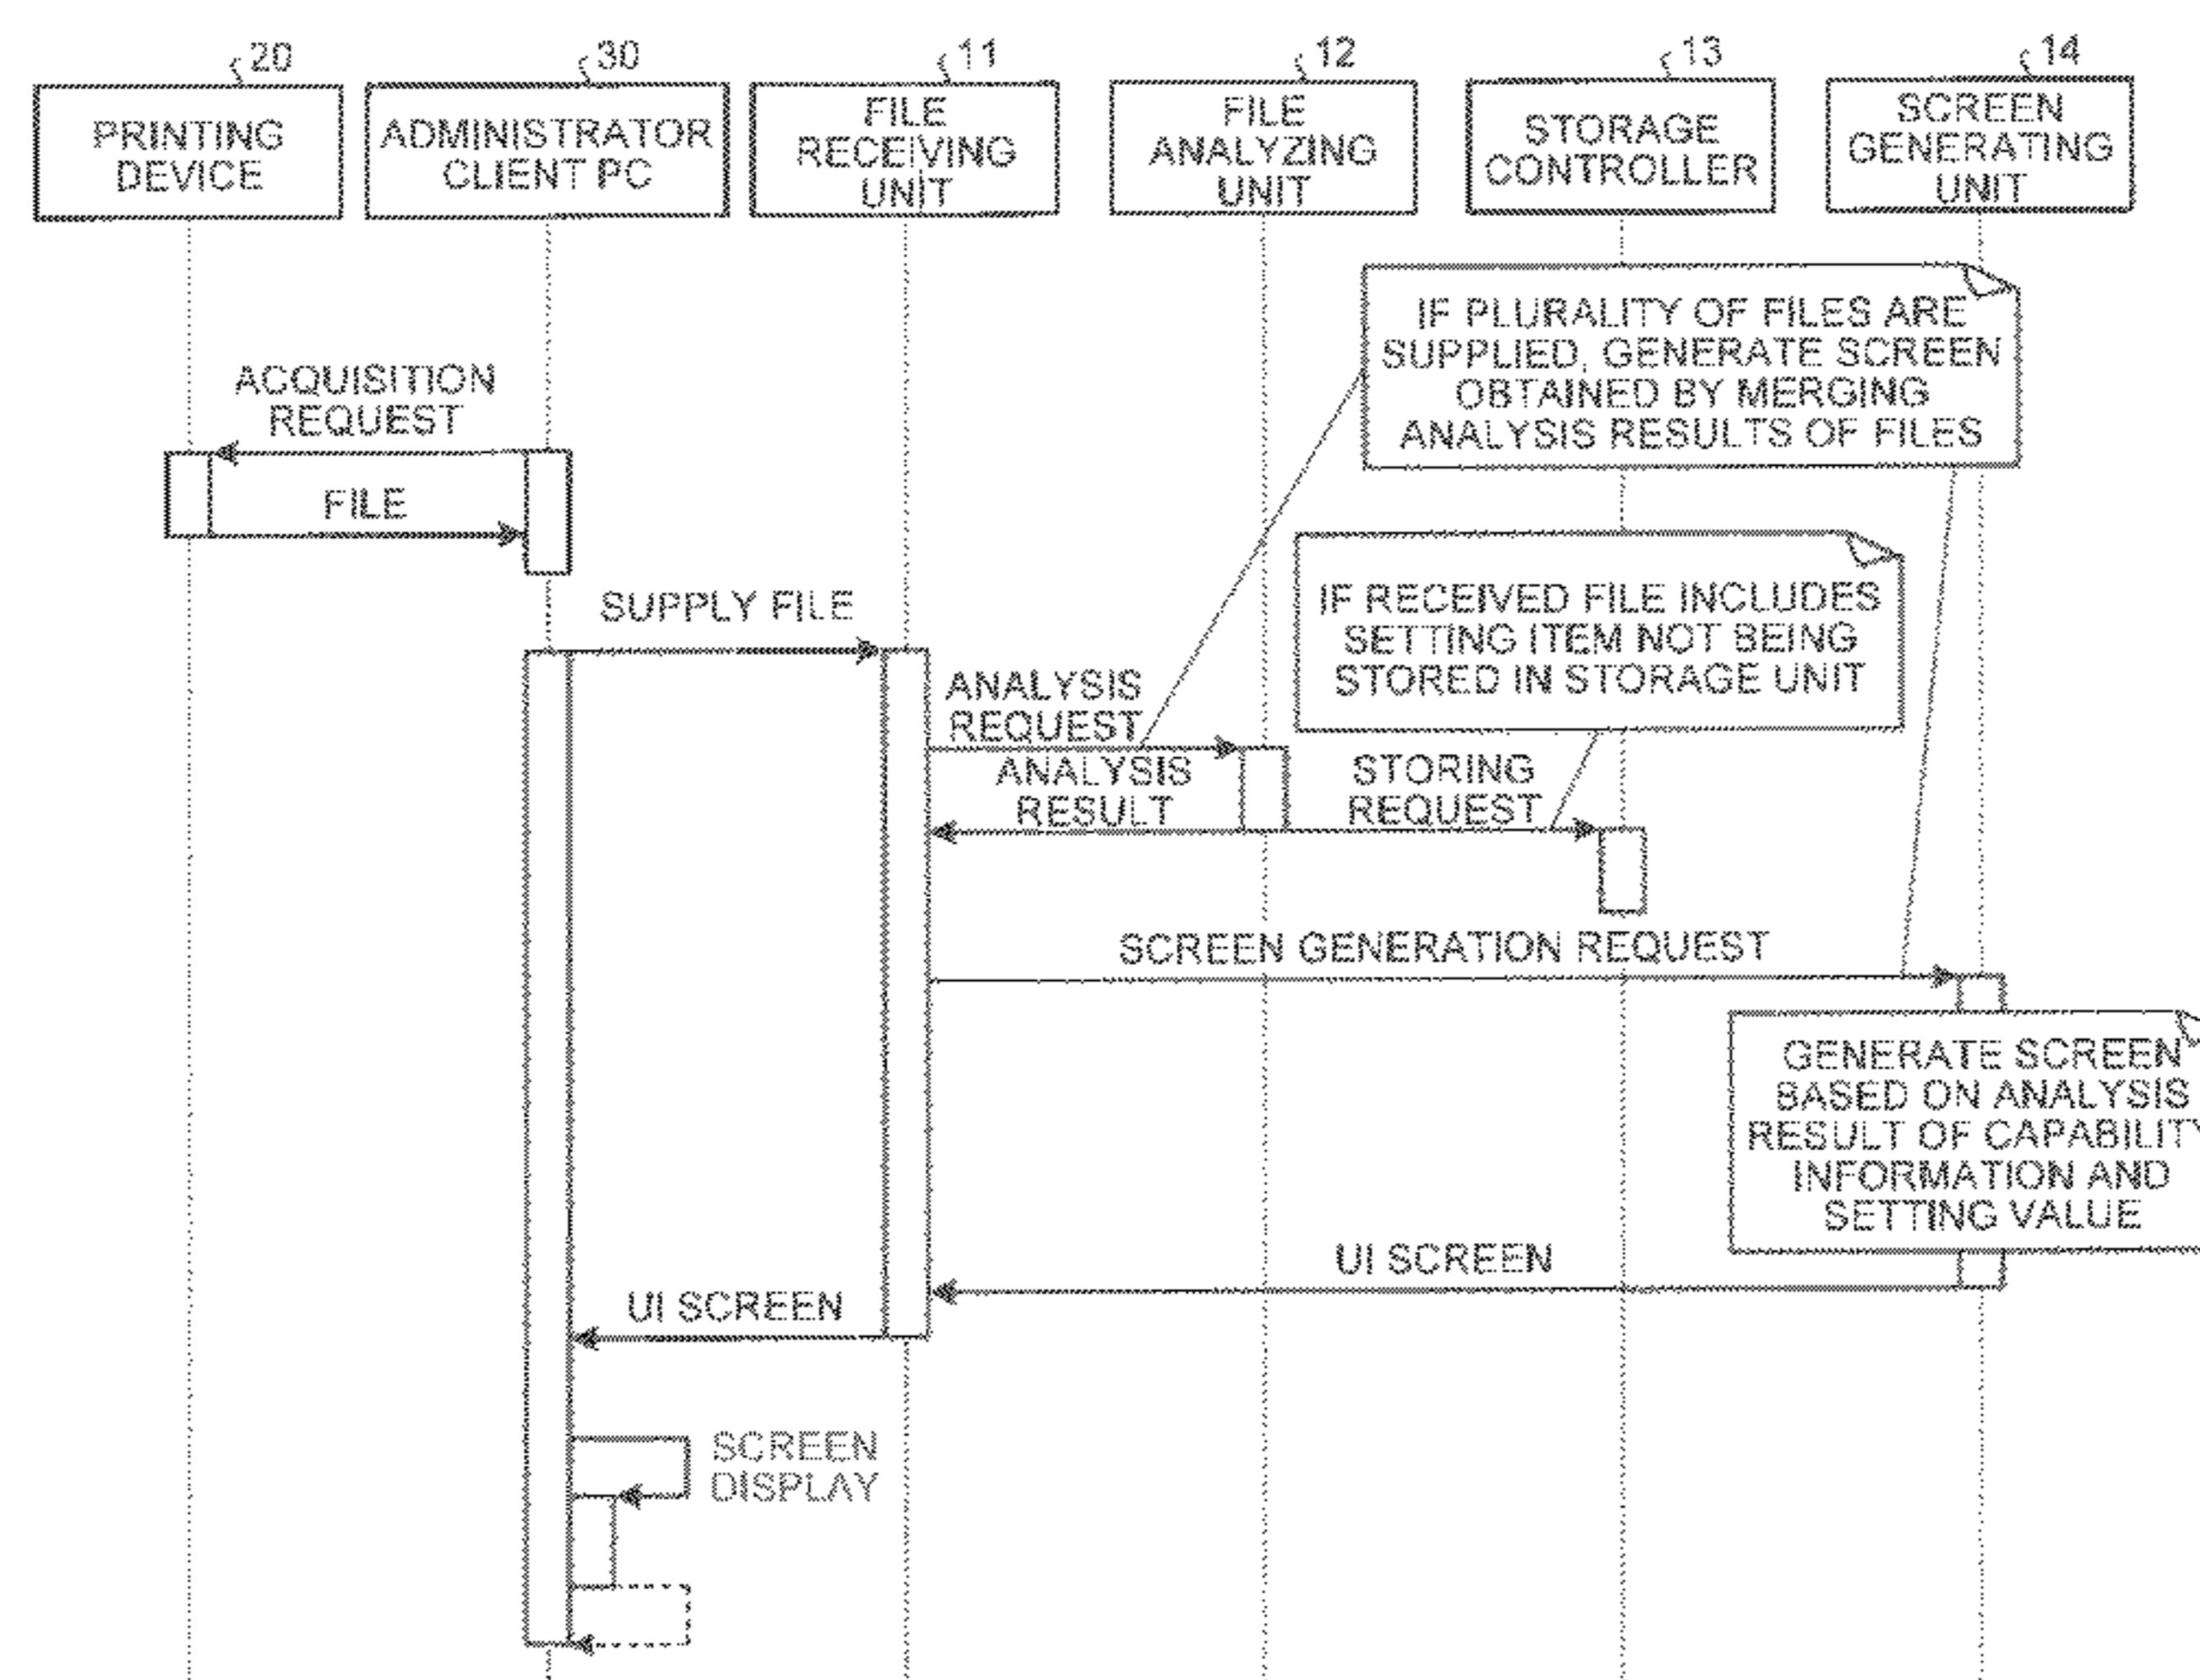 20
30
11
12
13
14
PRINTING
DEVICE
ADMINISTRATOR
CLIENT PC
FILE
RECEIVING
UNIT
FILE
ANALYZING
UNIT
STORAGE
CONTROLLER
SCREEN
GENERATING
UNIT
IF PLURALITY OF FILES ARE
SUPPLIED, GENERATE SCREEN
OBTAINED BY MERGING
ANALYSIS RESULTS OF FILES
ACQUISITION
REQUEST
FILE
IF RECEIVED FILE INCLUDES
SETTING ITEM NOT BEING
STORED IN STORAGE UNIT
SUPPLY FILE
ANALYSIS
REQUEST
ANALYSIS
RESULT
STORING
REQUEST
SCREEN GENERATION REQUEST
GENERATE SCREEN
BASED ON ANALYSIS
RESULT OF CAPABILITY
INFORMATION AND
SETTING VALUE
UI SCREEN
UI SCREEN
SCREEN
DISPLAY